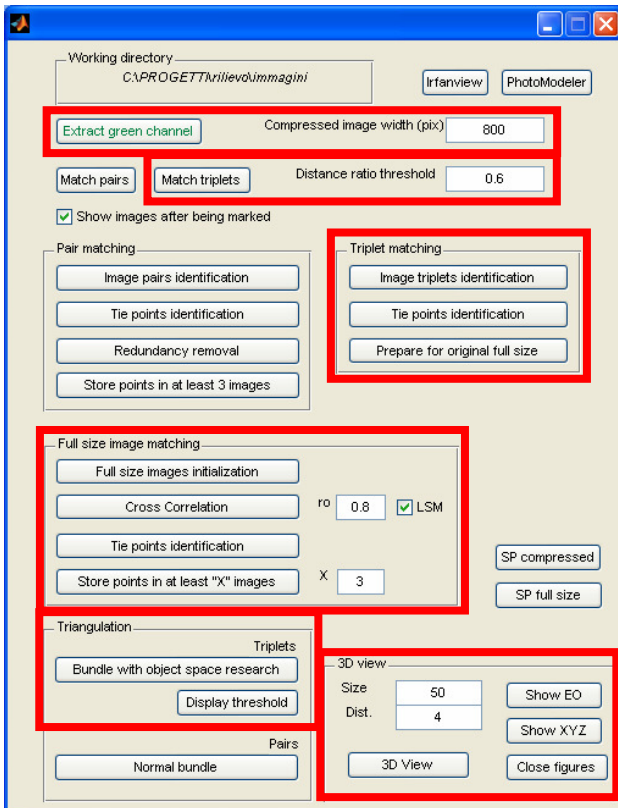 Working directory
C:\PROGETTI\rilievo\immagini
Irfanview
PhotoModeler
Extract green channel
Compressed image width (pix)
800
Match pairs
Match triplets
Distance ratio threshold
0.6
Show images after being marked
Pair matching
Image pairs identification
Tie points identification
Redundancy removal
Store points in at least 3 images
Triplet matching
Image triplets identification
Tie points identification
Prepare for original full size
Full size image matching
Full size images initialization
Cross Correlation
ro
0.8
LSM
Tie points identification
Store points in at least "X" images
X
3
SP compressed
SP full size
Triangulation
Triplets
Bundle with object space research
Display threshold
Pairs
Normal bundle
3D view
Size
50
Show EO
Dist.
4
Show XYZ
3D View
Close figures